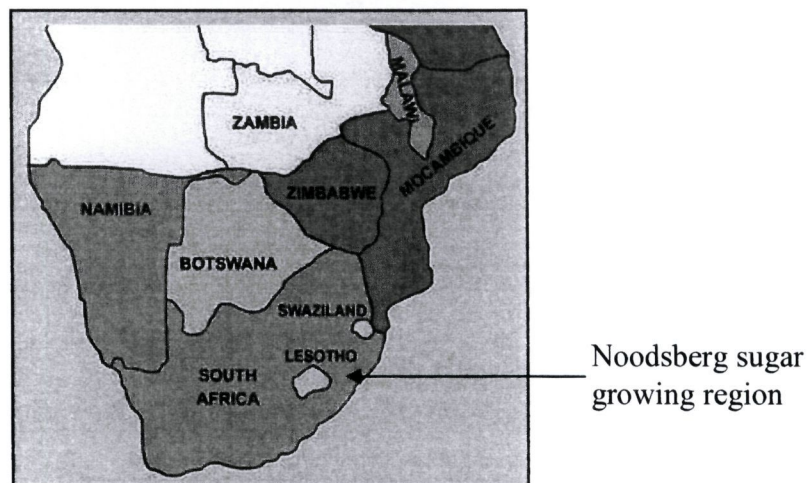 ZAMBIA
MALAWI
MOCAMBIQUE
ZIMBABWE
NAMIBIA
BOTSWANA
SWAZILAND
LESOTHO
SOUTH
AFRICA
Noodsberg sugar
growing region